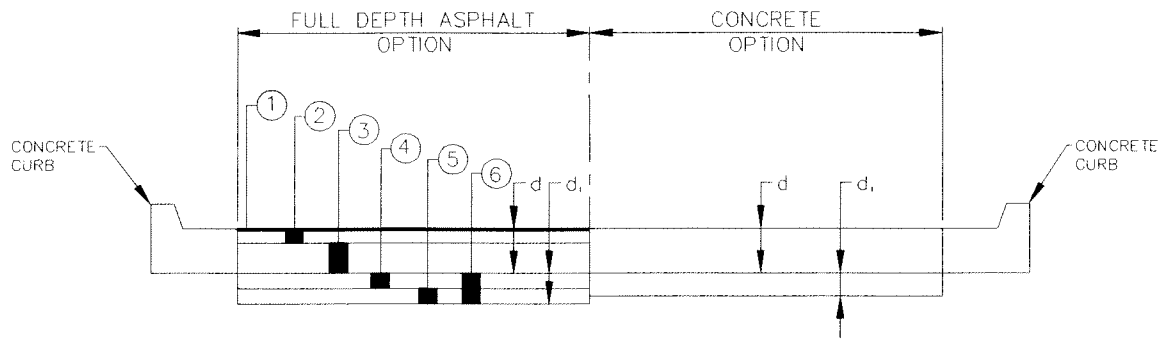 FULL DEPTH ASPHALT
OPTION
CONCRETE
OPTION
1
2
3
4
5
6
CONCRETE
CURB
d
d₁
d
d₁
CONCRETE
CURB